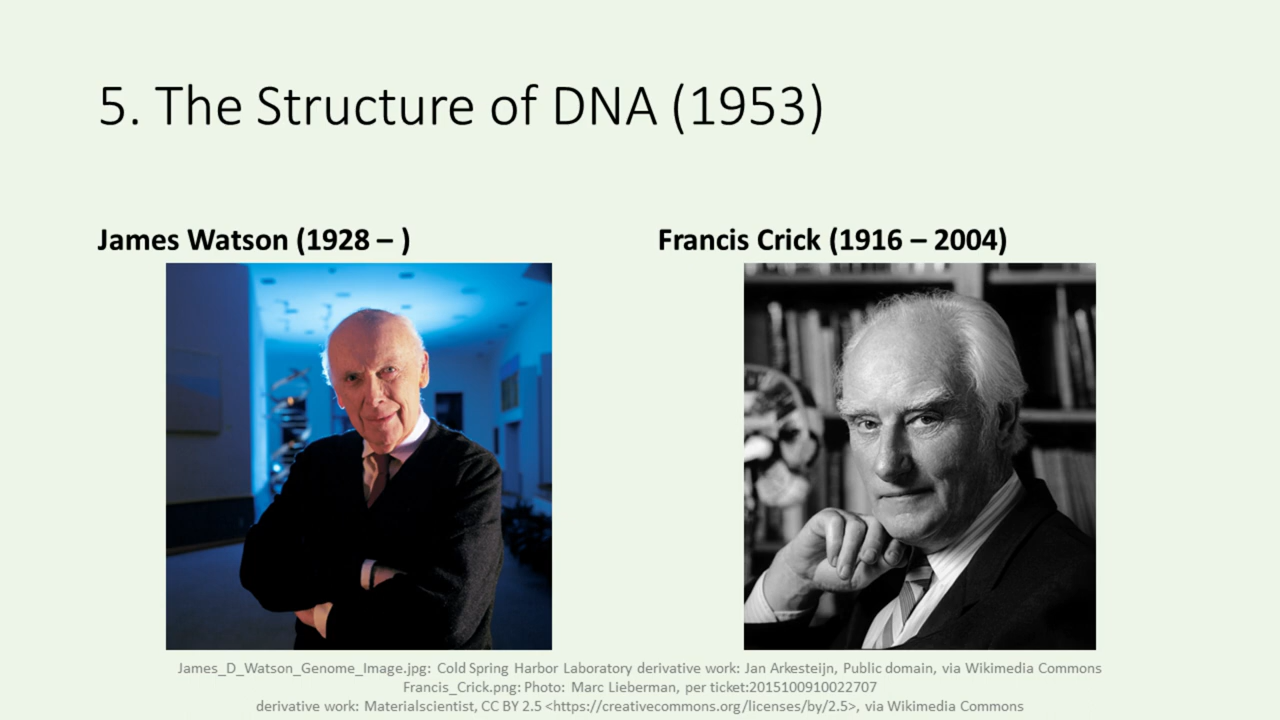 5. The Structure of DNA (1953)
James Watson (1928 – )
Francis Crick (1916 – 2004)
James_D_Watson_Genome_Image.jpg: Cold Spring Harbor Laboratory derivative work: Jan Arkesteijn, Public domain, via Wikimedia Commons
Francis_Crick.png: Photo: Marc Lieberman, per ticket:2015100910022707
derivative work: Materialscientist, CC BY 2.5 <https://creativecommons.org/licenses/by/2.5>, via Wikimedia Commons